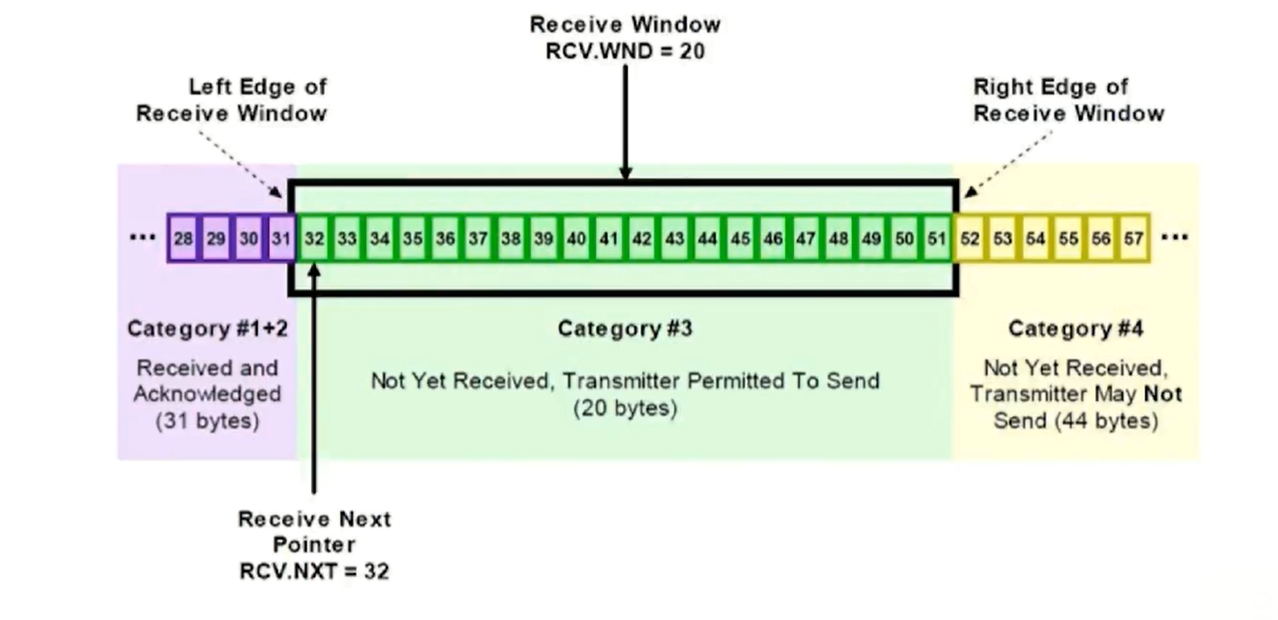 Receive Window
RCV.WND = 20
Left Edge of
Receive Window
Right Edge of
Receive Window
... 28 29 30 31 32 33 34 35 36 37 38 39 40 41 42 43 44 45 46 47 48 49 50 51 52 53 54 55 56 57 ...
Category #1+2
Received and
Acknowledged
(31 bytes)
Category #3
Not Yet Received, Transmitter Permitted To Send
(20 bytes)
Category #4
Not Yet Received,
Transmitter May Not
Send (44 bytes)
Receive Next
Pointer
RCV.NXT = 32